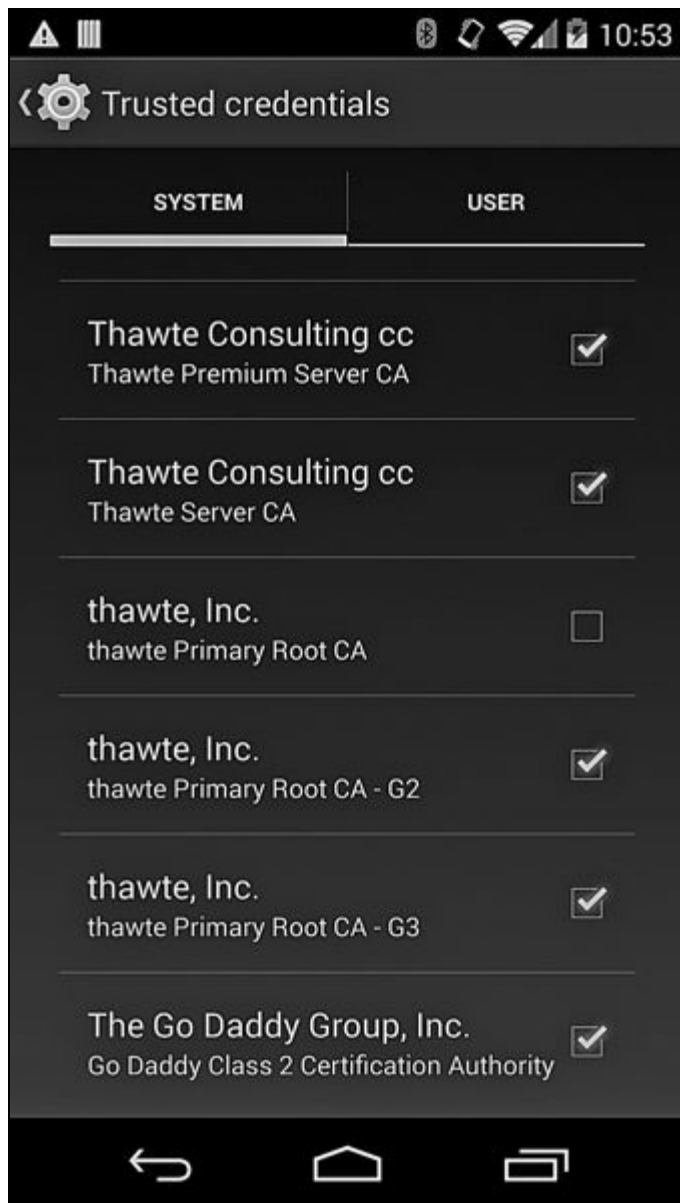 10:53
Trusted credentials
SYSTEM
USER
Thawte Consulting cc
Thawte Premium Server CA
Thawte Consulting cc
Thawte Server CA
thawte, Inc.
thawte Primary Root CA
thawte, Inc.
thawte Primary Root CA - G2
thawte, Inc.
thawte Primary Root CA - G3
The Go Daddy Group, Inc.
Go Daddy Class 2 Certification Authority